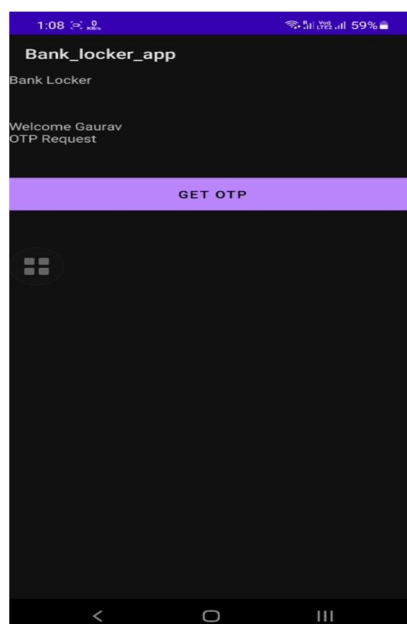 1:08 59%
Bank_locker_app
Bank Locker
Welcome Gaurav
OTP Request
GET OTP